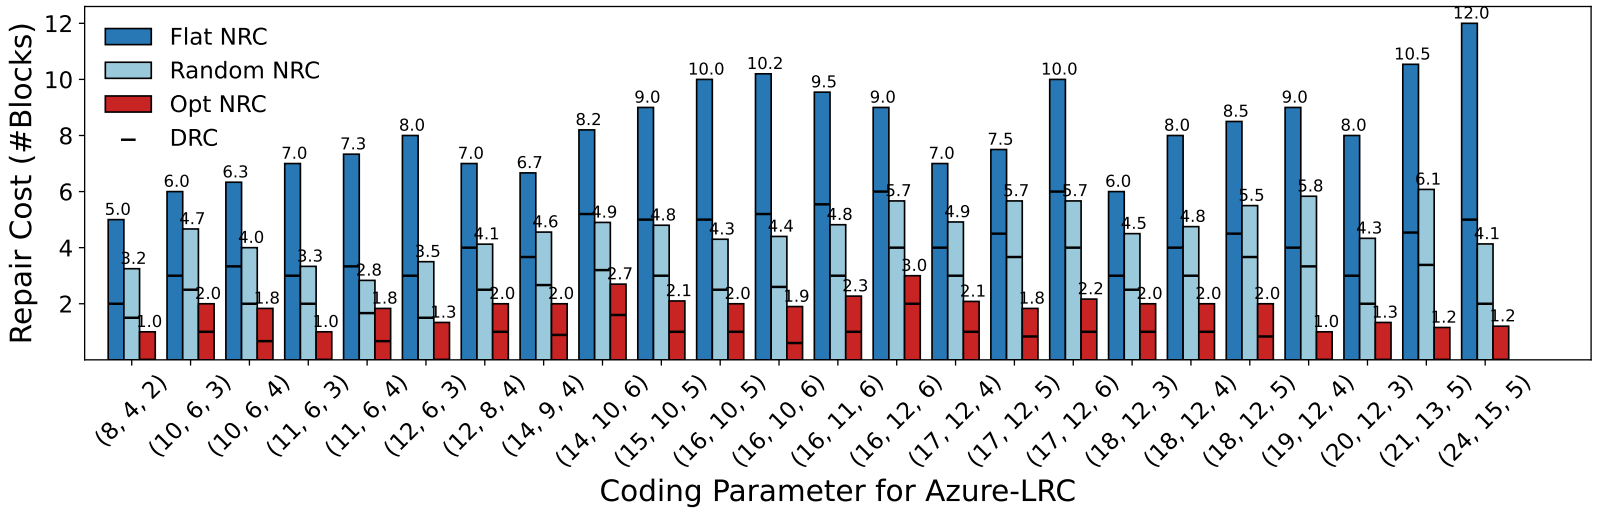 Repair Cost (#Blocks)
12
10
8
6
4
2
Flat NRC
Random NRC
Opt NRC
DRC
5.0 3.2 1.0
6.0 4.7 2.0
6.3 4.0 1.8
7.0 3.3 1.0
7.3 2.8 1.8
8.0 3.5 1.3
7.0 4.1 2.0
6.7 4.6 2.0
8.2 4.9 2.7
9.0 4.8 2.1
10.0 4.3 2.0
10.2 4.4 1.9
9.5 4.8 2.3
9.0 5.7 3.0
7.0 4.9 2.1
7.5 5.7 1.8
10.0 5.7 2.2
6.0 4.5 2.0
8.0 4.8 2.0
8.5 5.5 2.0
9.0 5.8 1.0
8.0 4.3 1.3
10.5 6.1 1.2
12.0 4.1 1.2
(8, 4, 2)
(10, 6, 3)
(10, 6, 4)
(11, 6, 3)
(11, 6, 4)
(12, 6, 3)
(12, 8, 4)
(14, 9, 4)
(14, 10, 6)
(15, 10, 5)
(16, 10, 5)
(16, 10, 6)
(16, 11, 6)
(16, 12, 6)
(17, 12, 4)
(17, 12, 5)
(17, 12, 6)
(18, 12, 3)
(18, 12, 4)
(18, 12, 5)
(19, 12, 4)
(20, 12, 3)
(21, 13, 5)
(24, 15, 5)
Coding Parameter for Azure-LRC